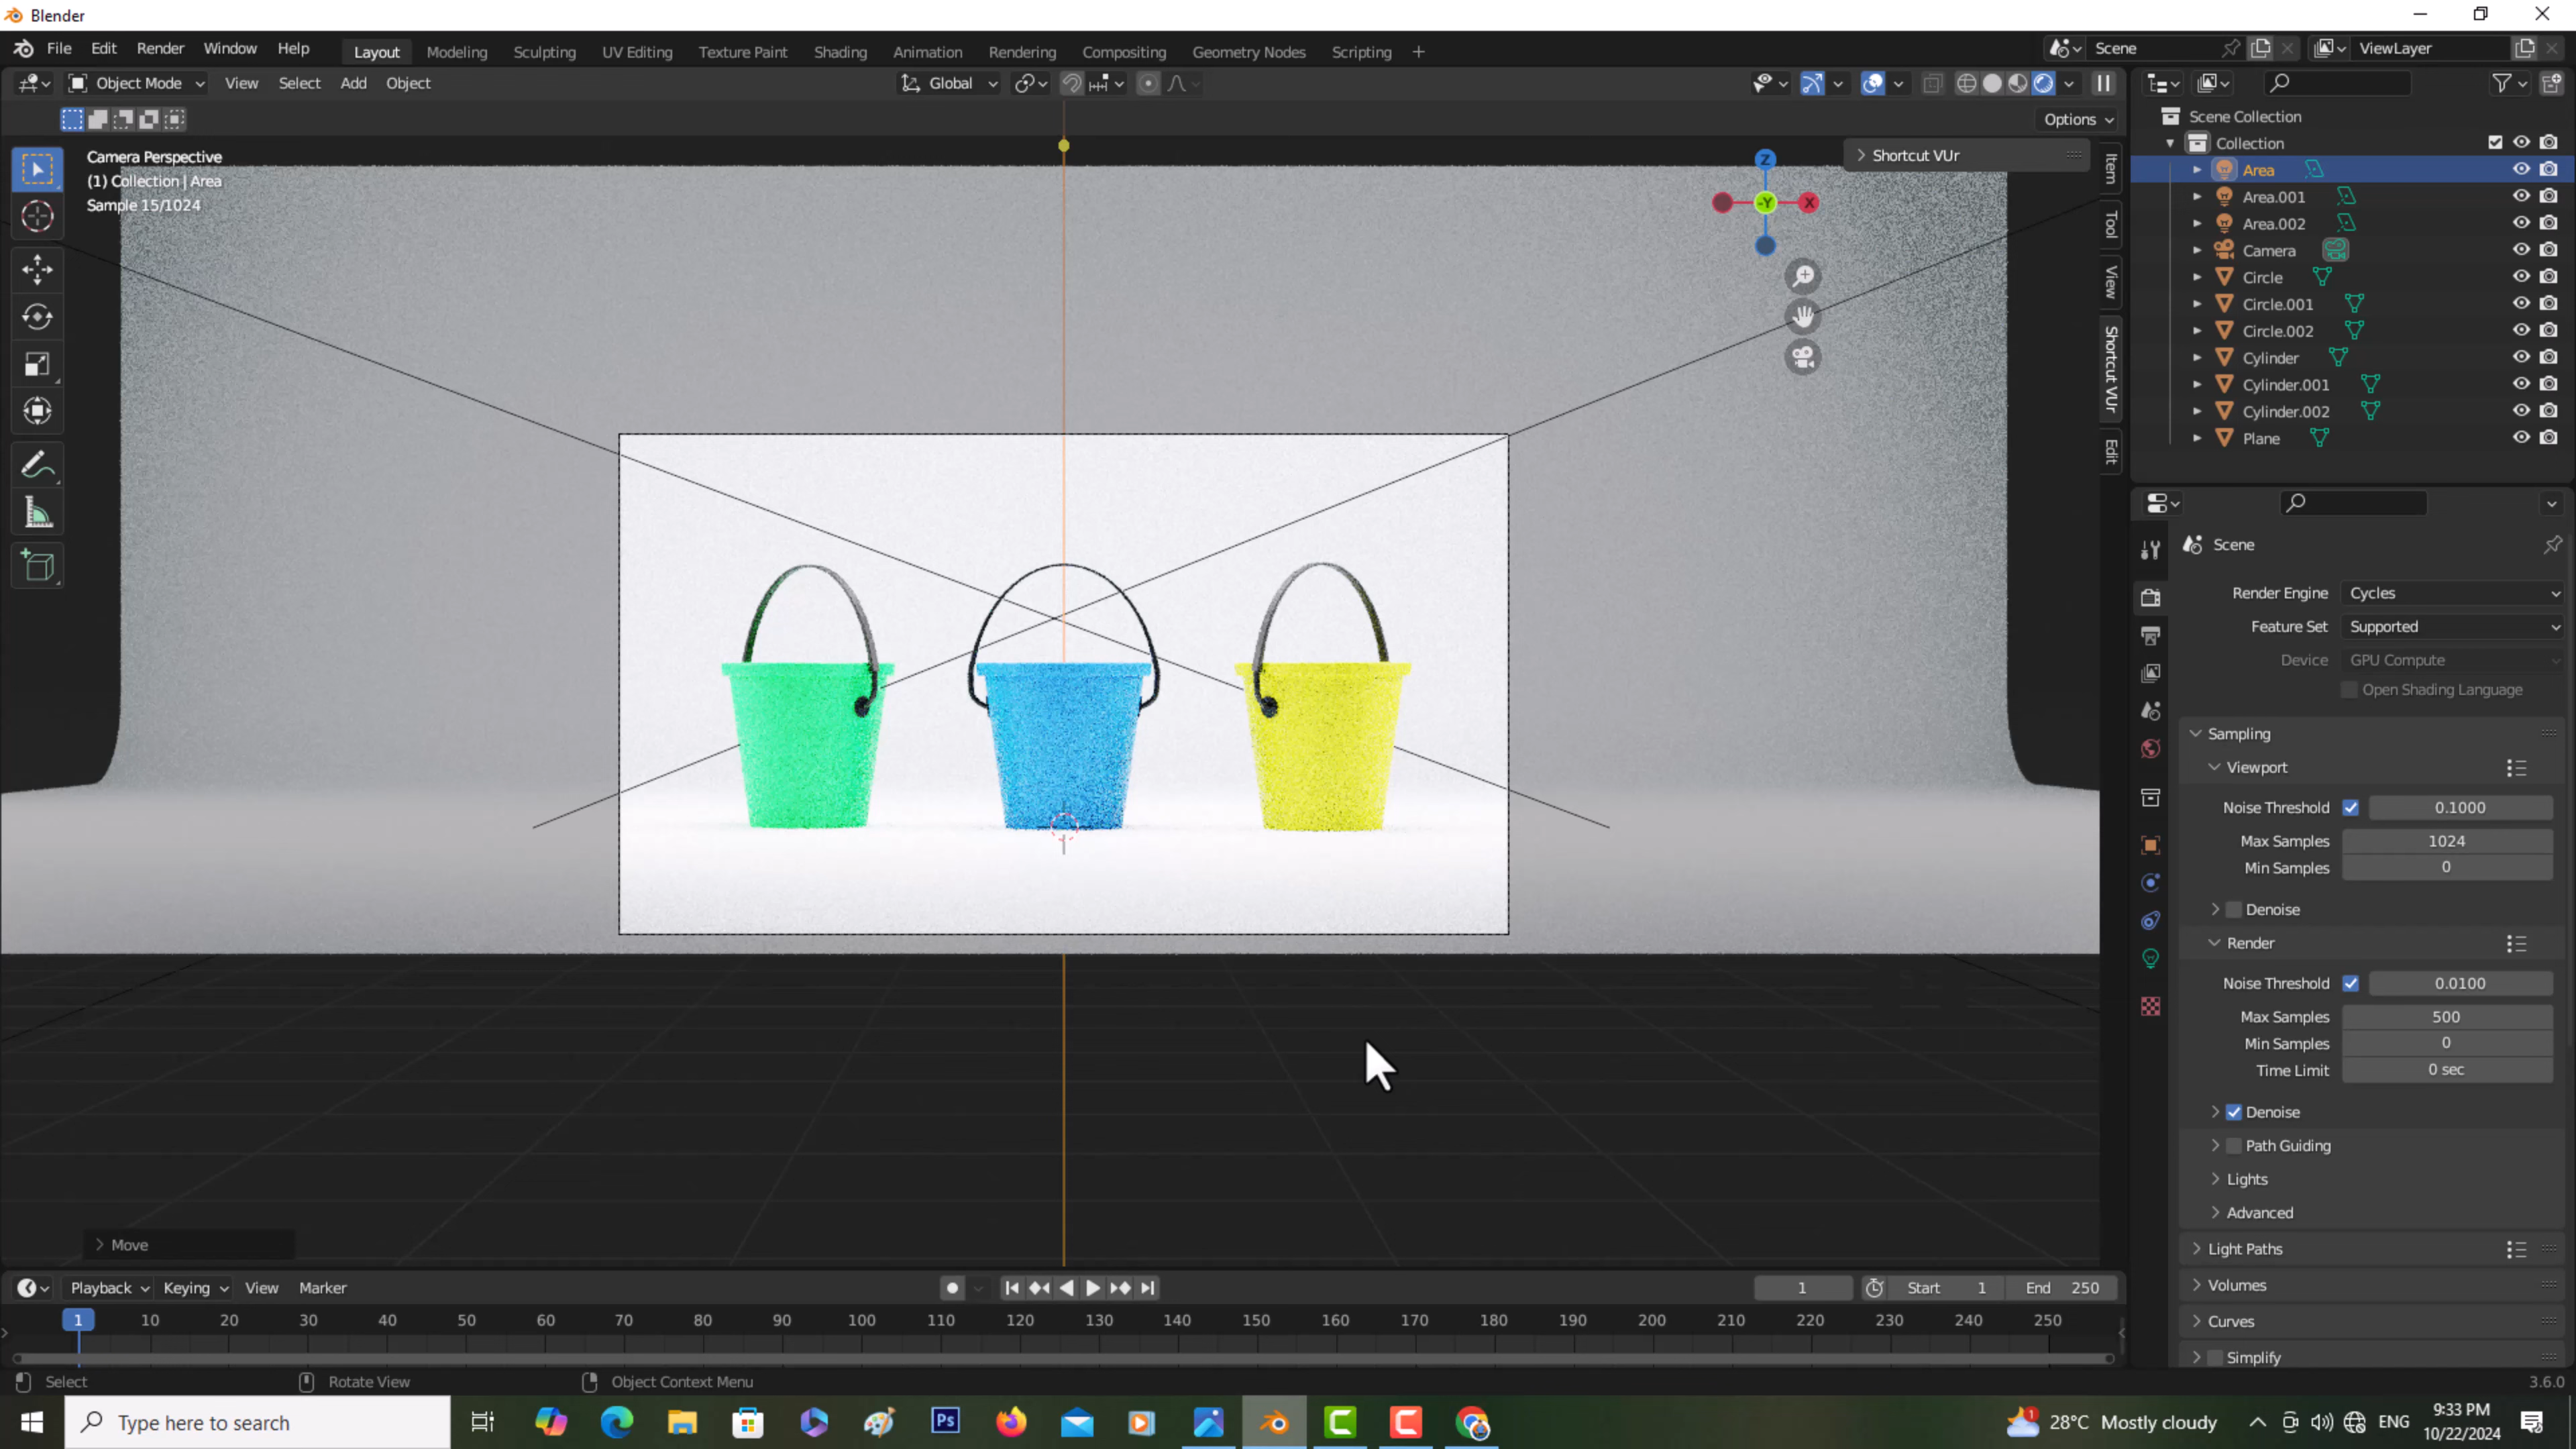 Blender
File Edit Render Window Help Layout Modeling Sculpting UV Editing Texture Paint Shading Animation Rendering Compositing Geometry Nodes Scripting + Scene ViewLayer
Object Mode View Select Add Object Global
Options
Camera Perspective
(1) Collection | Area
Sample 15/1024
Shortcut VUr
Z
-Y
X
Item
Tool
View
Shortcut VUr
Edit
Scene Collection
Collection
Area
Area.001
Area.002
Camera
Circle
Circle.001
Circle.002
Cylinder
Cylinder.001
Cylinder.002
Plane
Scene
Render Engine Cycles
Feature Set Supported
Device GPU Compute
Open Shading Language
Sampling
Viewport
Noise Threshold 0.1000
Max Samples 1024
Min Samples 0
Denoise
Render
Noise Threshold 0.0100
Max Samples 500
Min Samples 0
Time Limit 0 sec
Denoise
Path Guiding
Lights
Advanced
Light Paths
Volumes
Curves
Simplify
Move
Playback Keying View Marker 1 Start 1 End 250
1 10 20 30 40 50 60 70 80 90 100 110 120 130 140 150 160 170 180 190 200 210 220 230 240 250
Select Rotate View Object Context Menu 3.6.0
Type here to search Ps 1 28°C Mostly cloudy ENG 9:33 PM
10/22/2024